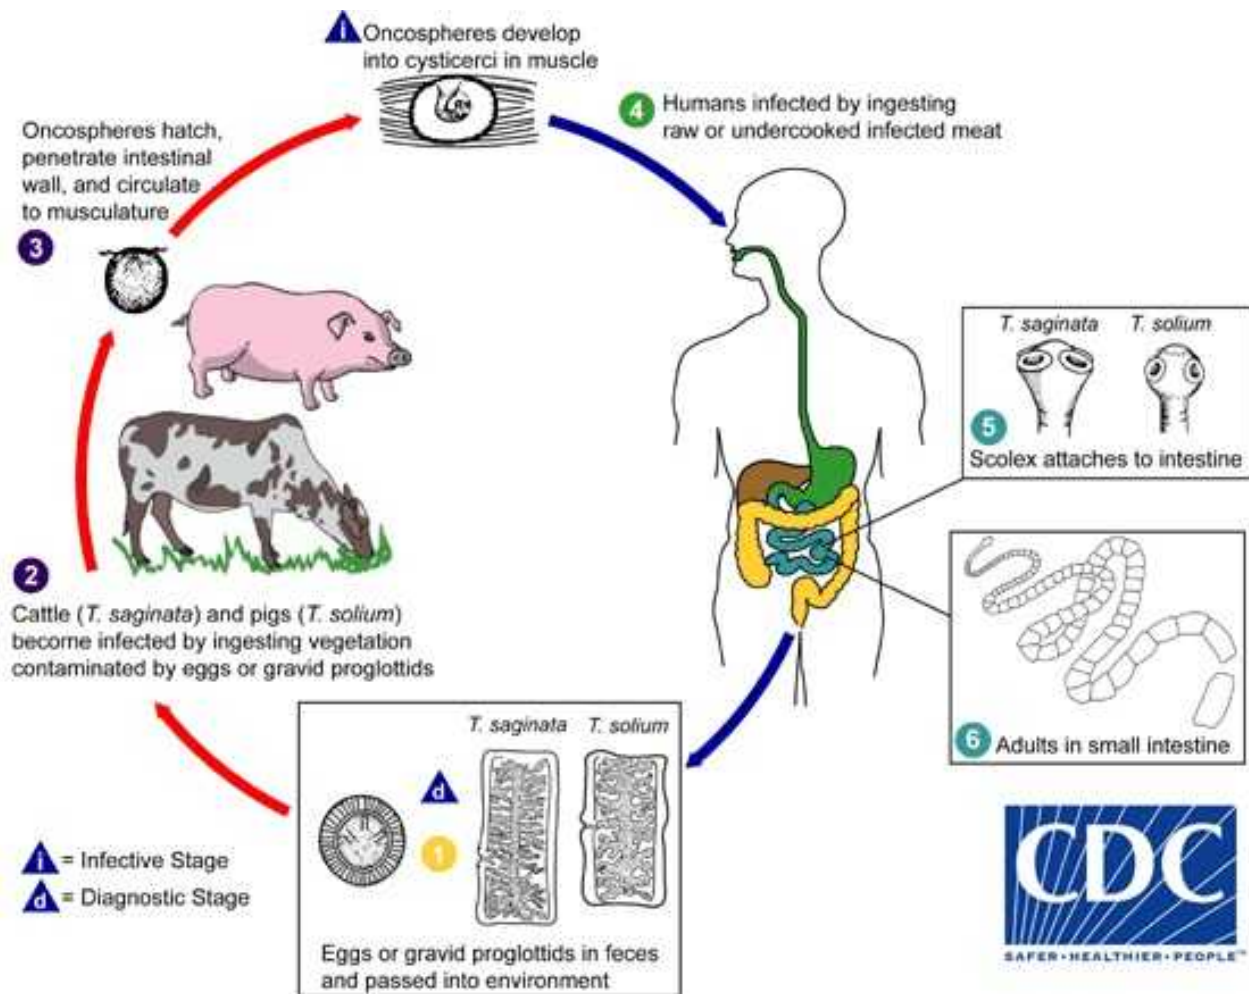 i
Oncospheres develop
into cysticerci in muscle
4
Humans infected by ingesting
raw or undercooked infected meat
Oncospheres hatch,
penetrate intestinal
wall, and circulate
to musculature
3
T. saginata T. solium
5
Scolex attaches to intestine
2
Cattle (T. saginata) and pigs (T. solium)
become infected by ingesting vegetation
contaminated by eggs or gravid proglottids
6
Adults in small intestine
T. saginata T. solium
d
1
Eggs or gravid proglottids in feces
and passed into environment
i = Infective Stage
d = Diagnostic Stage
CDC
SAFER•HEALTHIER•PEOPLE™